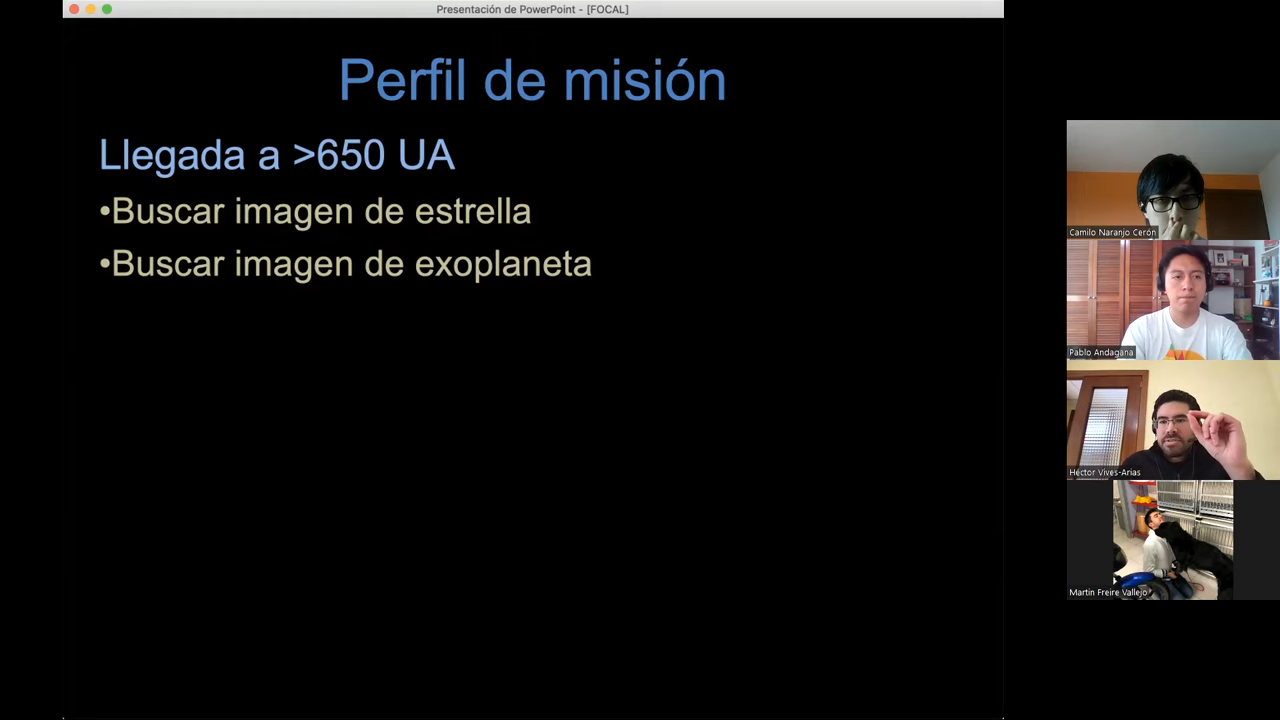 Presentación de PowerPoint - [FOCAL]
Perfil de misión
Llegada a >650 UA
•Buscar imagen de estrella
•Buscar imagen de exoplaneta
Camilo Naranjo Cerón
Pablo Andagana
Héctor Vives-Arias
Martin Freire Vallejo